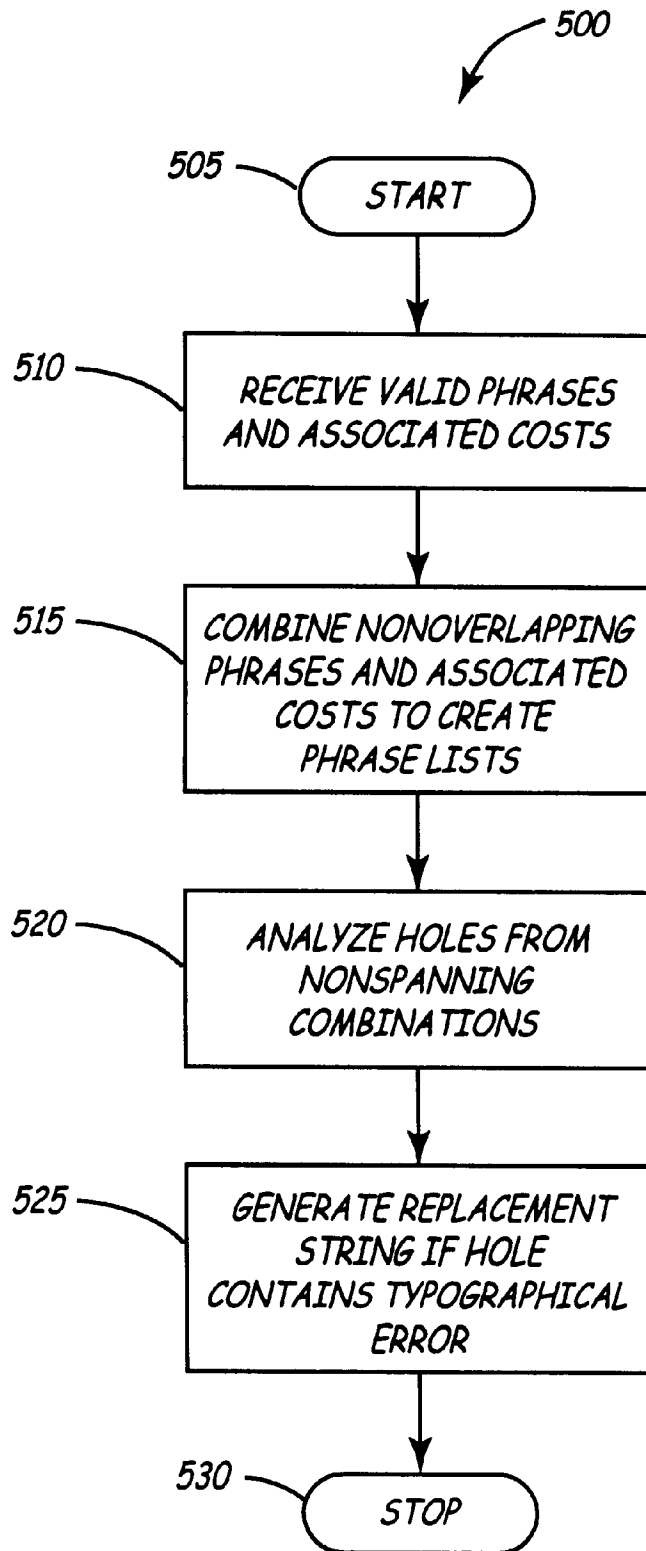 500
505
START
510
RECEIVE VALID PHRASES
AND ASSOCIATED COSTS
515
COMBINE NONOVERLAPPING
PHRASES AND ASSOCIATED
COSTS TO CREATE
PHRASE LISTS
520
ANALYZE HOLES FROM
NONSPANNING
COMBINATIONS
525
GENERATE REPLACEMENT
STRING IF HOLE
CONTAINS TYPOGRAPHICAL
ERROR
530
STOP